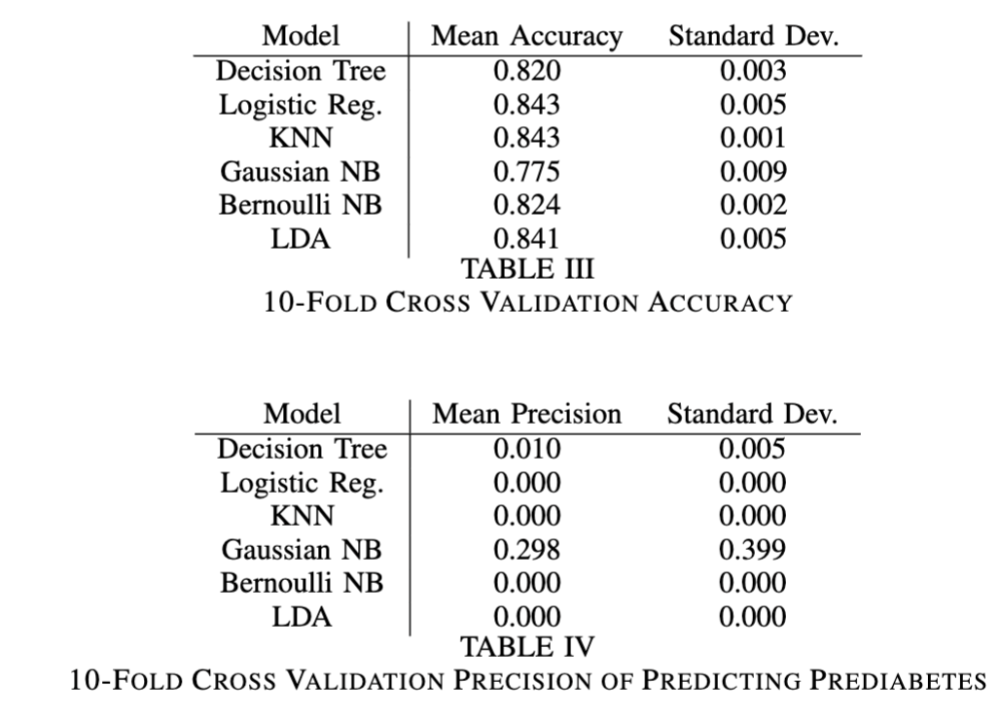 Model Mean Accuracy Standard Dev.
Decision Tree 0.820 0.003
Logistic Reg. 0.843 0.005
KNN 0.843 0.001
Gaussian NB 0.775 0.009
Bernoulli NB 0.824 0.002
LDA 0.841 0.005
TABLE III
10-FOLD CROSS VALIDATION ACCURACY
Model Mean Precision Standard Dev.
Decision Tree 0.010 0.005
Logistic Reg. 0.000 0.000
KNN 0.000 0.000
Gaussian NB 0.298 0.399
Bernoulli NB 0.000 0.000
LDA 0.000 0.000
TABLE IV
10-FOLD CROSS VALIDATION PRECISION OF PREDICTING PREDIABETES